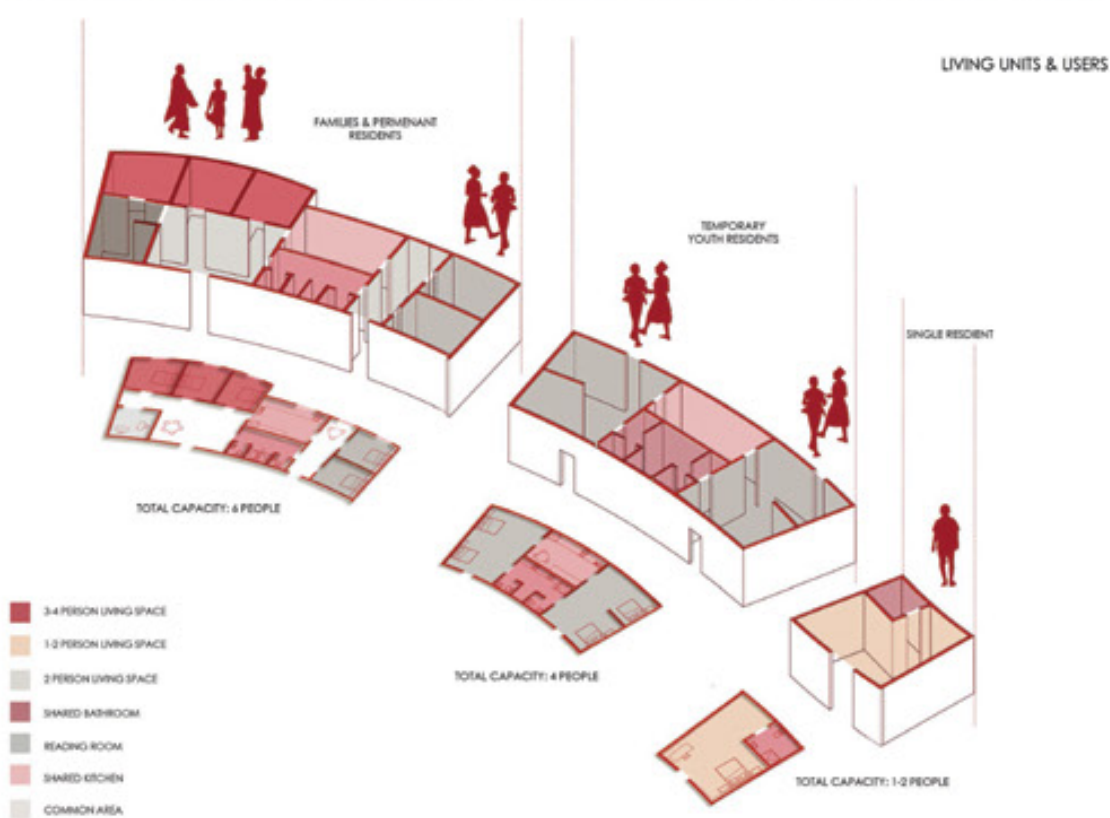 LIVING UNITS & USERS
FAMILIES & PERMENANT
RESIDENTS
TEMPORARY
YOUTH RESIDENTS
SINGLE RESDIENT
TOTAL CAPACITY: 6 PEOPLE
TOTAL CAPACITY: 4 PEOPLE
TOTAL CAPACITY: 1-2 PEOPLE
3-4 PERSON LIVING SPACE
1-2 PERSON LIVING SPACE
2 PERSON LIVING SPACE
SHARED BATHROOM
READING ROOM
SHARED KITCHEN
COMMON AREA